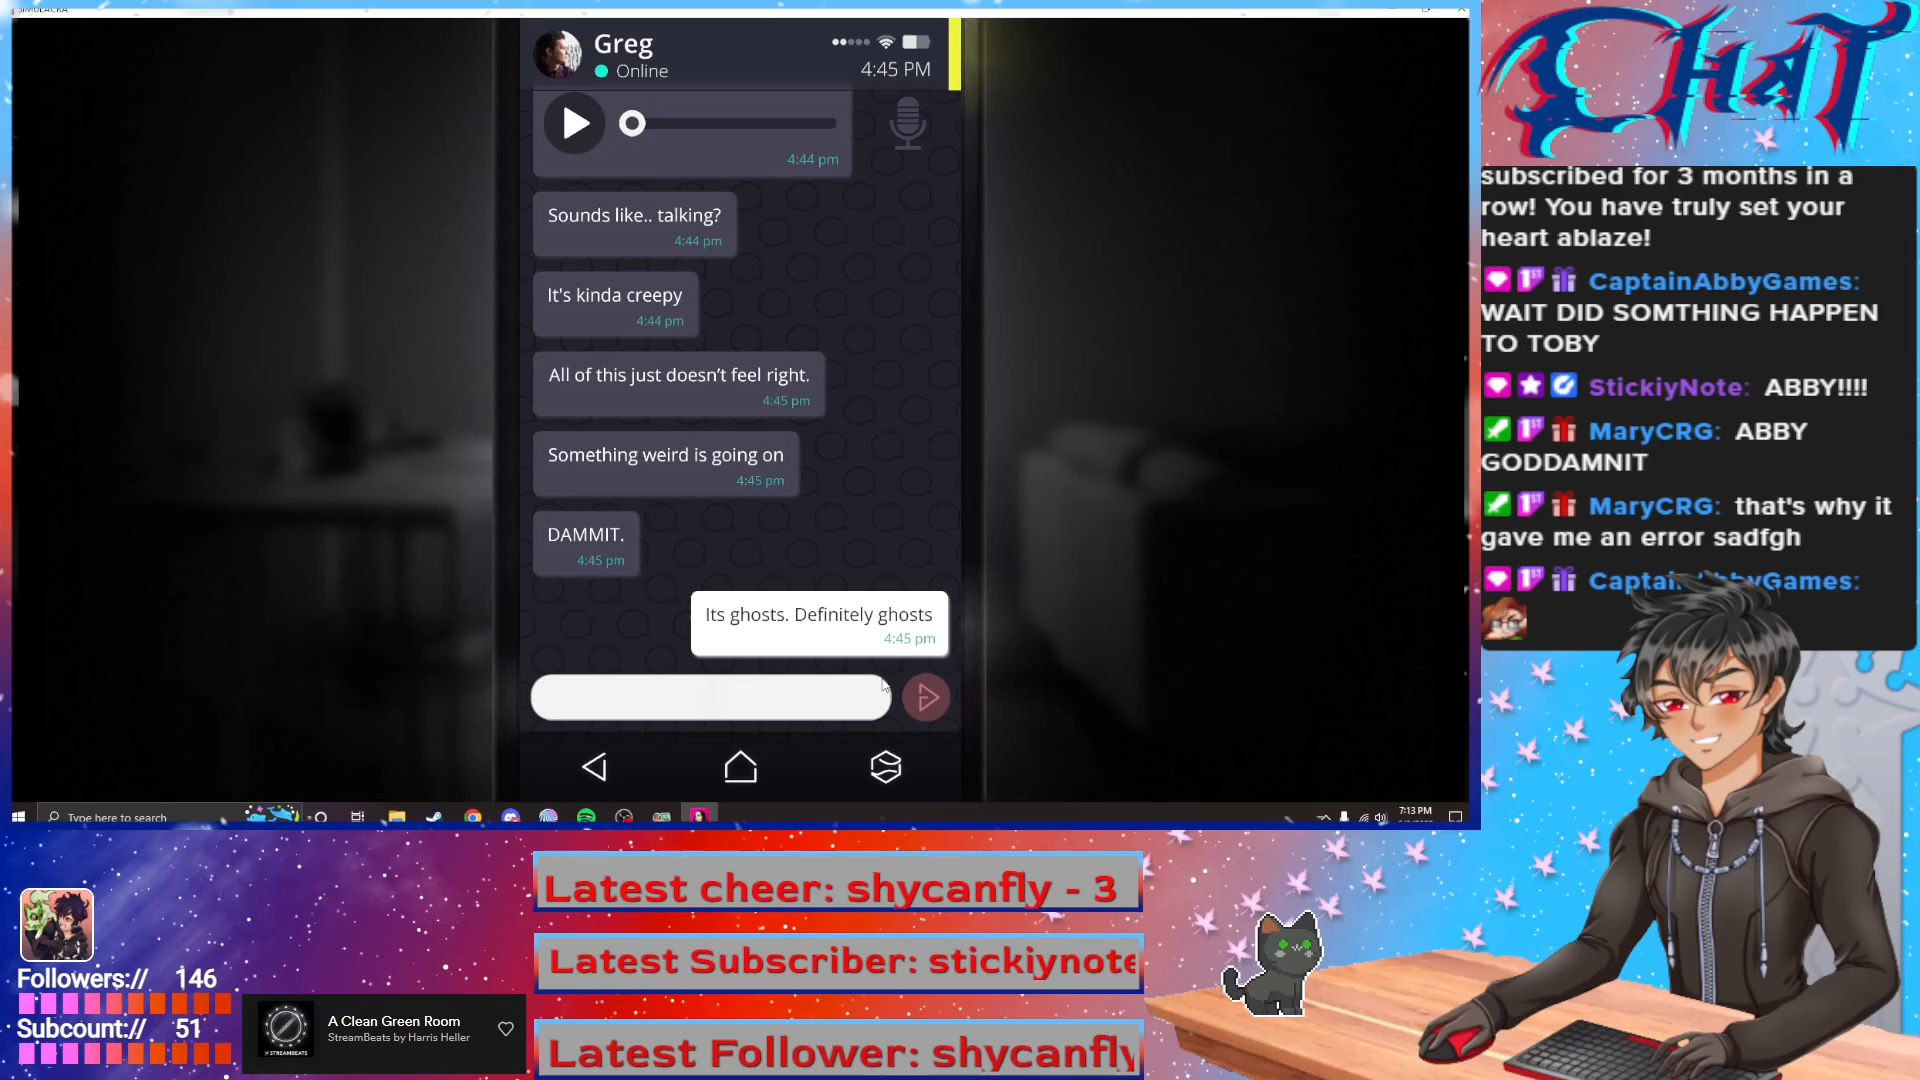 SIMULACRA
Greg
Online
4:45 PM
4:44 pm
Sounds like.. talking?
4:44 pm
It's kinda creepy
4:44 pm
All of this just doesn't feel right.
4:45 pm
Something weird is going on
4:45 pm
DAMMIT.
4:45 pm
Its ghosts. Definitely ghosts
4:45 pm
Type here to search
7:13 PM
CHAT
subscribed for 3 months in a
row! You have truly set your
heart ablaze!
CaptainAbbyGames:
WAIT DID SOMTHING HAPPEN
TO TOBY
StickiyNote: ABBY!!!!
MaryCRG: ABBY
GODDAMNIT
MaryCRG: that's why it
gave me an error sadfgh
CaptainAbbyGames:
Followers:// 146
Subcount:// 51
STREAMBEATS
A Clean Green Room
StreamBeats by Harris Heller
Latest cheer: shycanfly - 3
Latest Subscriber: stickiynote
Latest Follower: shycanfly